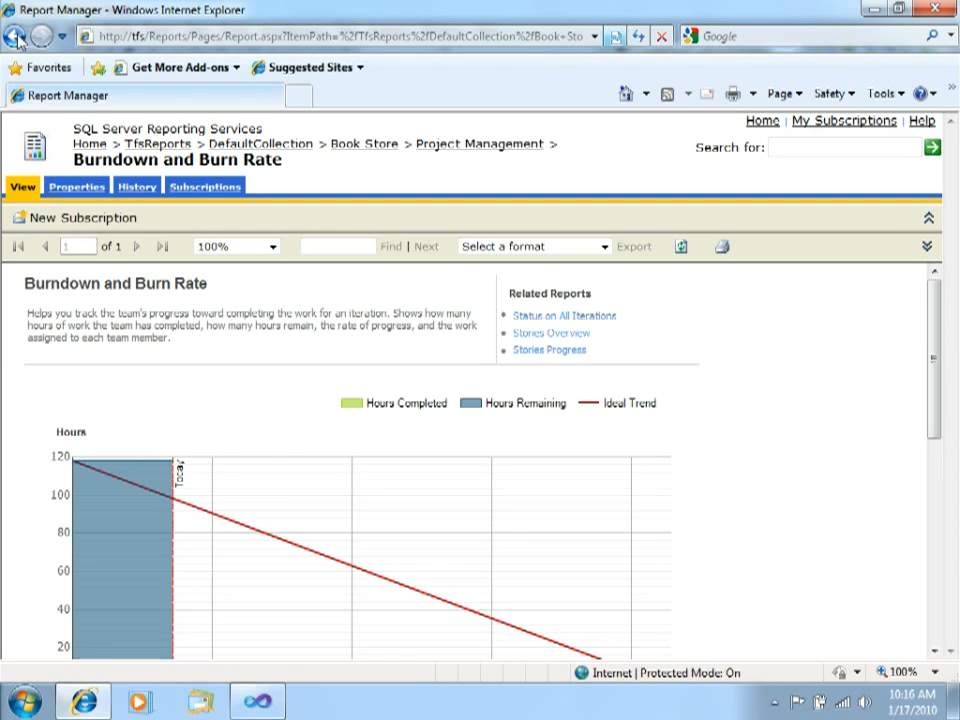 Report Manager - Windows Internet Explorer
http://tfs/Reports/Pages/Report.aspx?ItemPath=%2fTfsReports%2fDefaultCollection%2fBook+Sto
Google
Favorites
Get More Add-ons
Suggested Sites
Report Manager
Page
Safety
Tools
Home | My Subscriptions | Help
SQL Server Reporting Services
Home > TfsReports > DefaultCollection > Book Store > Project Management >
Burndown and Burn Rate
Search for:
View
Properties
History
Subscriptions
New Subscription
1 of 1
100%
Find | Next
Select a format
Export
Burndown and Burn Rate
Helps you track the team's progress toward completing the work for an iteration. Shows how many
hours of work the team has completed, how many hours remain, the rate of progress, and the work
assigned to each team member.
Related Reports
Status on All Iterations
Stories Overview
Stories Progress
Hours Completed
Hours Remaining
Ideal Trend
Hours
120
Today
100
80
60
40
20
Internet | Protected Mode: On
100%
10:16 AM
1/17/2010